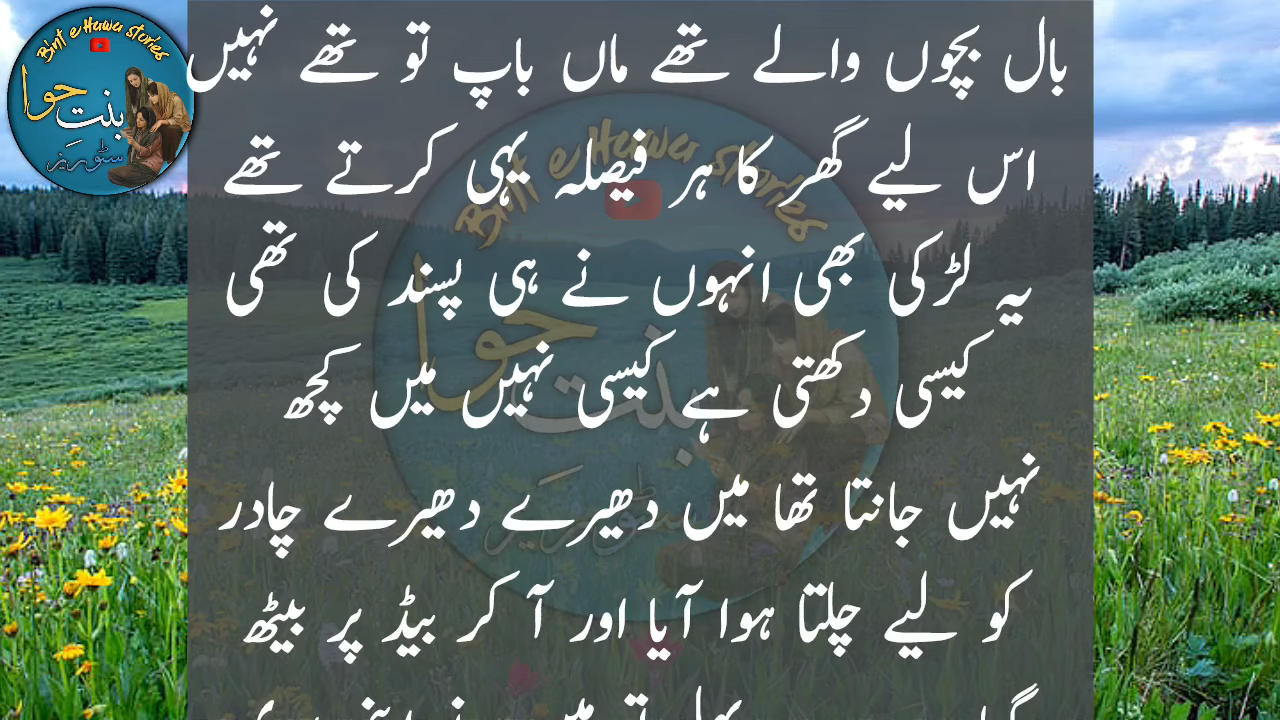 Bint e Hawa stories
بنت حوا
سٹوریز
بال بچوں والے تھے ماں باپ تو تھے نہیں
اس لیے گھر کا ہر فیصلہ یہی کرتے تھے
یہ لڑکی بھی انہوں نے ہی پسند کی تھی
کیسی دکھتی ہے کیسی نہیں میں کچھ
نہیں جانتا تھا میں دھیرے دھیرے چادر
کو لیے چلتا ہوا آیا اور آ کر بیڈ پر بیٹھ